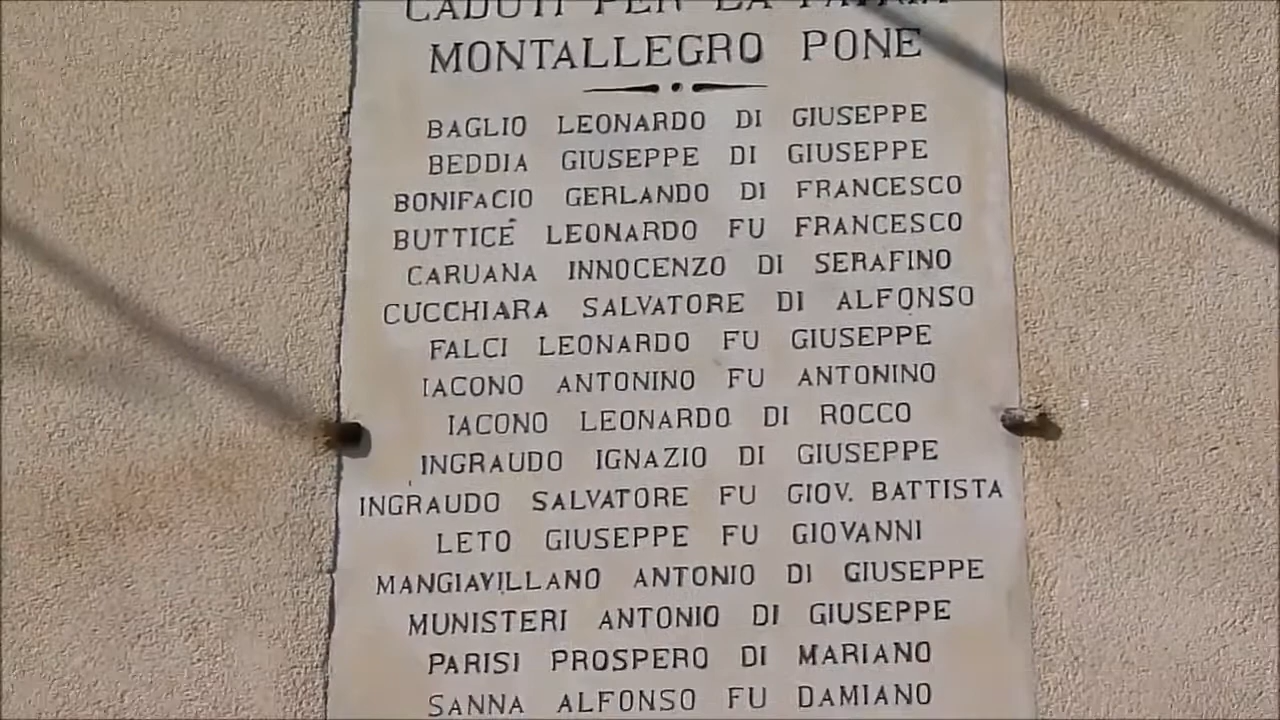 CADUTI PER LA PATRIA
MONTALLEGRO PONE
BAGLIO LEONARDO DI GIUSEPPE
BEDDIA GIUSEPPE DI GIUSEPPE
BONIFACIO GERLANDO DI FRANCESCO
BUTTICE LEONARDO FU FRANCESCO
CARUANA INNOCENZO DI SERAFINO
CUCCHIARA SALVATORE DI ALFONSO
FALCI LEONARDO FU GIUSEPPE
IACONO ANTONINO FU ANTONINO
IACONO LEONARDO DI ROCCO
INGRAUDO IGNAZIO DI GIUSEPPE
INGRAUDO SALVATORE FU GIOV. BATTISTA
LETO GIUSEPPE FU GIOVANNI
MANGIAVILLANO ANTONIO DI GIUSEPPE
MUNISTERI ANTONIO DI GIUSEPPE
PARISI PROSPERO DI MARIANO
SANNA ALFONSO FU DAMIANO